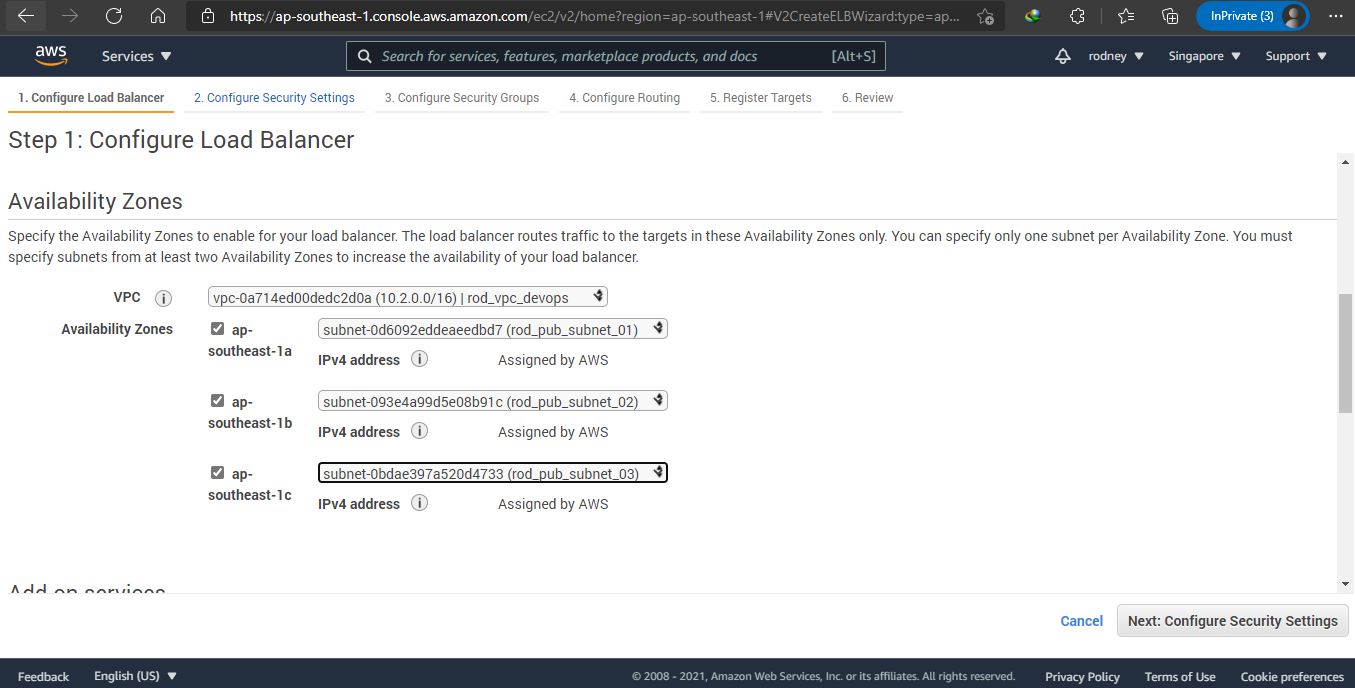 https://ap-southeast-1.console.aws.amazon.com/ec2/v2/home?region=ap-southeast-1#V2CreateELBWizard:type=ap...
InPrivate (3)
aws
Services
Search for services, features, marketplace products, and docs
[Alt+S]
rodney
Singapore
Support
1. Configure Load Balancer
2. Configure Security Settings
3. Configure Security Groups
4. Configure Routing
5. Register Targets
6. Review
Step 1: Configure Load Balancer
Availability Zones
Specify the Availability Zones to enable for your load balancer. The load balancer routes traffic to the targets in these Availability Zones only. You can specify only one subnet per Availability Zone. You must
specify subnets from at least two Availability Zones to increase the availability of your load balancer.
VPC i
vpc-0a714ed00dedc2d0a (10.2.0.0/16) | rod_vpc_devops
Availability Zones
ap-
southeast-1a
subnet-0d6092eddeaeedbd7 (rod_pub_subnet_01)
IPv4 address i
Assigned by AWS
ap-
southeast-1b
subnet-093e4a99d5e08b91c (rod_pub_subnet_02)
IPv4 address i
Assigned by AWS
ap-
southeast-1c
subnet-0bdae397a520d4733 (rod_pub_subnet_03)
IPv4 address i
Assigned by AWS
Add-on services
Cancel
Next: Configure Security Settings
Feedback
English (US)
© 2008 - 2021, Amazon Web Services, Inc. or its affiliates. All rights reserved.
Privacy Policy
Terms of Use
Cookie preferences